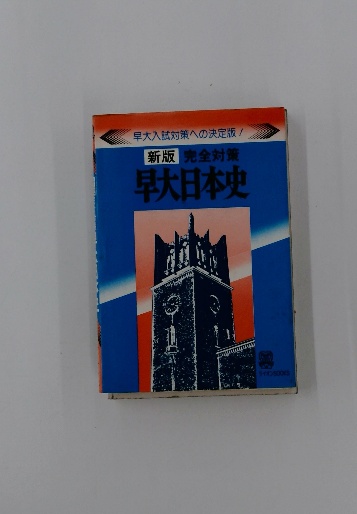 早大入試対策への決定版！
新版 完全対策
早大日本史